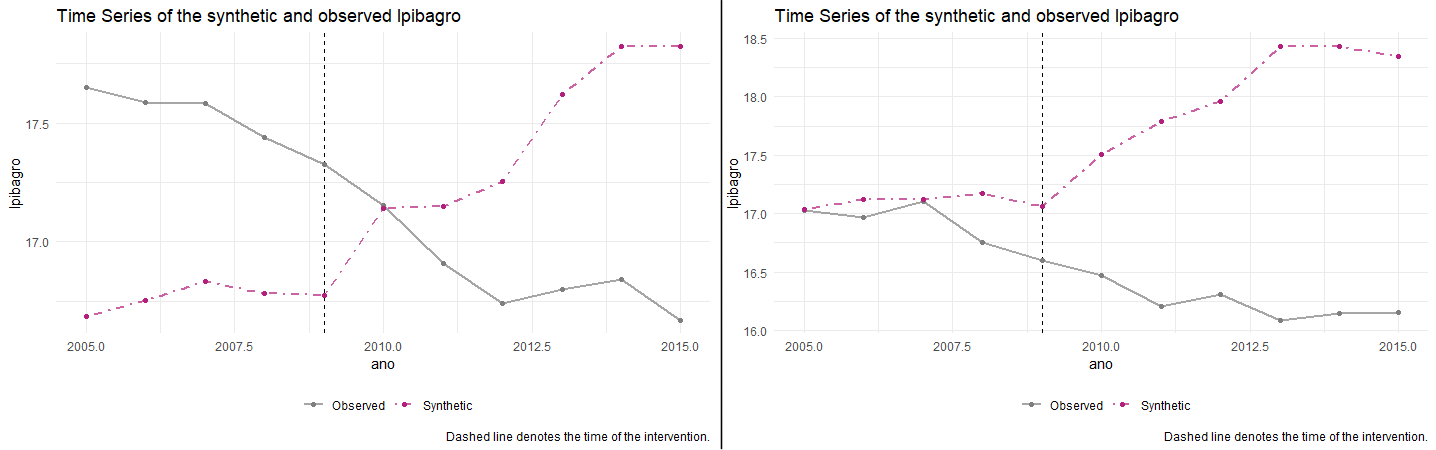 Time Series of the synthetic and observed lpibagro
17.5
17.0
lpibagro
2005.0 2007.5 2010.0 2012.5 2015.0
ano
Observed Synthetic
Dashed line denotes the time of the intervention.
Time Series of the synthetic and observed lpibagro
18.5
18.0
17.5
17.0
16.5
16.0
lpibagro
2005.0 2007.5 2010.0 2012.5 2015.0
ano
Observed Synthetic
Dashed line denotes the time of the intervention.